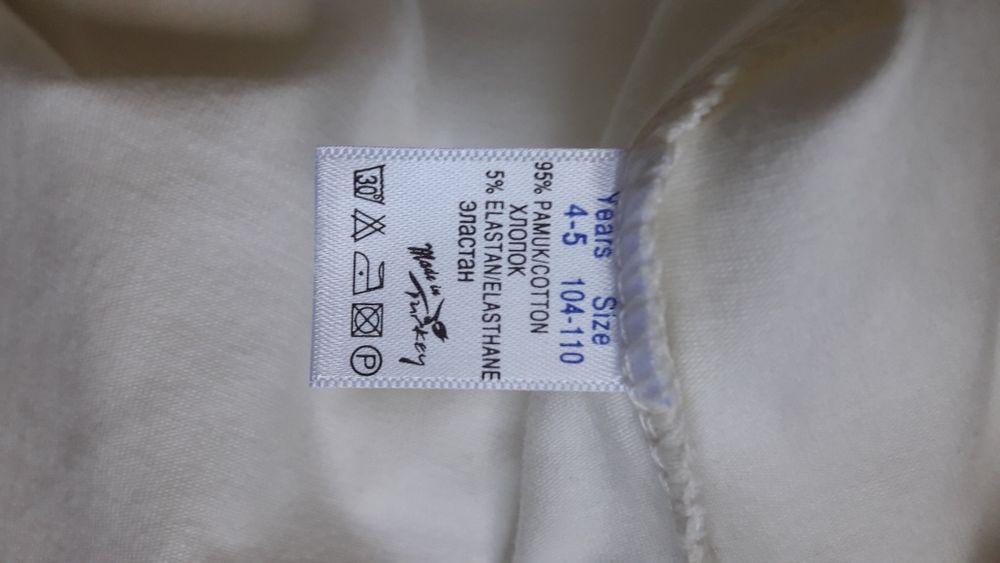 Years Size
4-5 104-110
95% PAMUK/COTTON
ХЛОПОК
5% ELASTAN/ELASTHANE
Эластан
Made in
Turkey
30° P